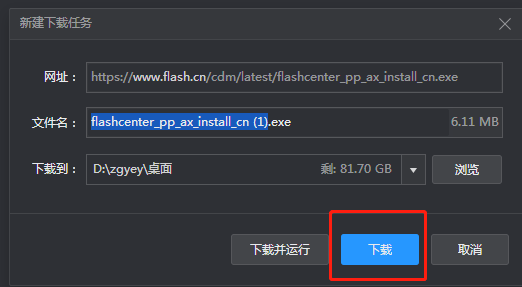 新建下载任务
网址： https://www.flash.cn/cdm/latest/flashcenter_pp_ax_install_cn.exe
文件名： flashcenter_pp_ax_install_cn (1).exe 6.11 MB
下载到： D:\zgyey\桌面 剩: 81.70 GB 浏览
下载并运行 下载 取消